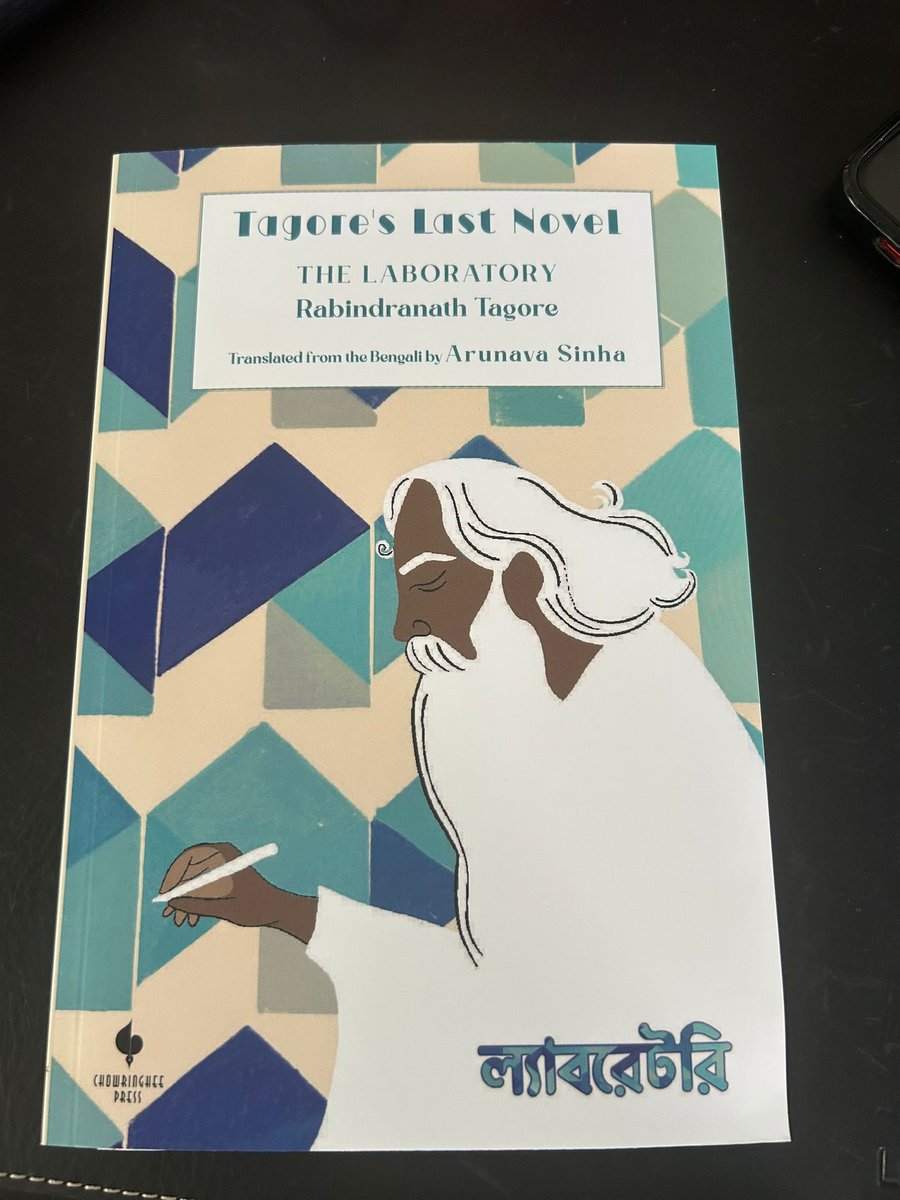 Tagore's Last Novel
THE LABORATORY
Rabindranath Tagore
Translated from the Bengali by Arunava Sinha
ল্যাবরেটরি
CHOWRINGHEE
PRESS